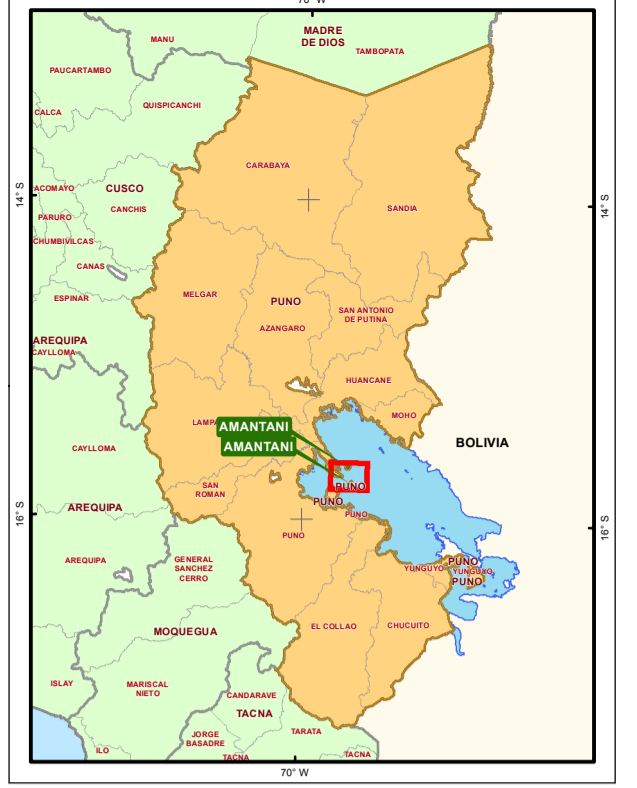 70° W
MADRE
DE DIOS
MANU
TAMBOPATA
PAUCARTAMBO
QUISPICANCHI
CALCA
CARABAYA
ACOMAYO
CUSCO
14° S
14° S
CANCHIS
SANDIA
PARURO
CHUMBIVILCAS
CANAS
MELGAR
ESPINAR
PUNO
SAN ANTONIO
DE PUTINA
AZANGARO
AREQUIPA
CAYLLOMA
HUANCANE
MOHO
LAMPA
AMANTANI
AMANTANI
BOLIVIA
CAYLLOMA
SAN
ROMAN
PUNO
PUNO
PUNO
AREQUIPA
16° S
16° S
PUNO
AREQUIPA
GENERAL
SANCHEZ
CERRO
PUNO
YUNGUYO
YUNGUYO
PUNO
EL COLLAO
CHUCUITO
MOQUEGUA
ISLAY
MARISCAL
NIETO
CANDARAVE
TACNA
JORGE
BASADRE
TARATA
ILO
TACNA
TACNA
70° W